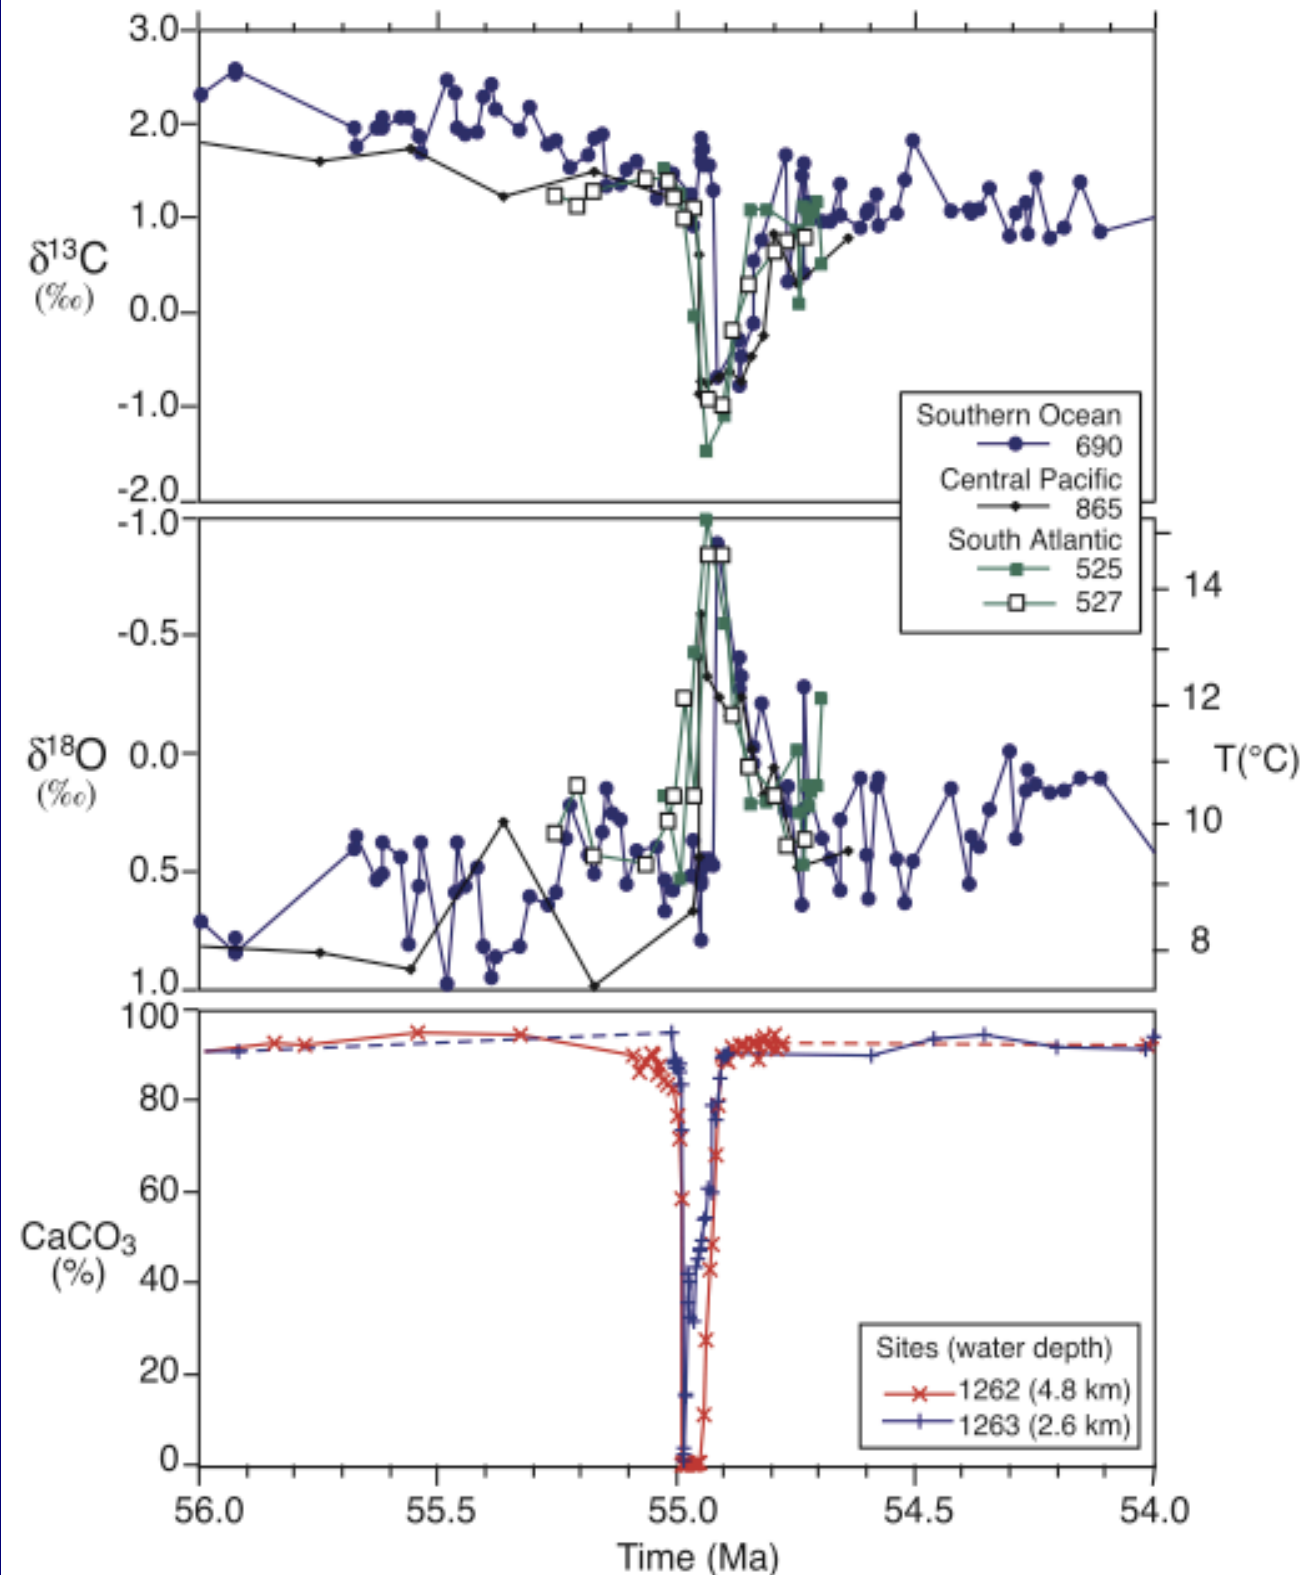 3.0
2.0
1.0
0.0
-1.0
-2.0
δ13C
(‰)
Southern Ocean
690
Central Pacific
865
South Atlantic
525
527
-1.0
-0.5
0.0
0.5
1.0
δ18O
(‰)
14
12
10
8
T(°C)
100
80
60
40
20
0
CaCO3
(%)
Sites (water depth)
1262 (4.8 km)
1263 (2.6 km)
56.0 55.5 55.0 54.5 54.0
Time (Ma)